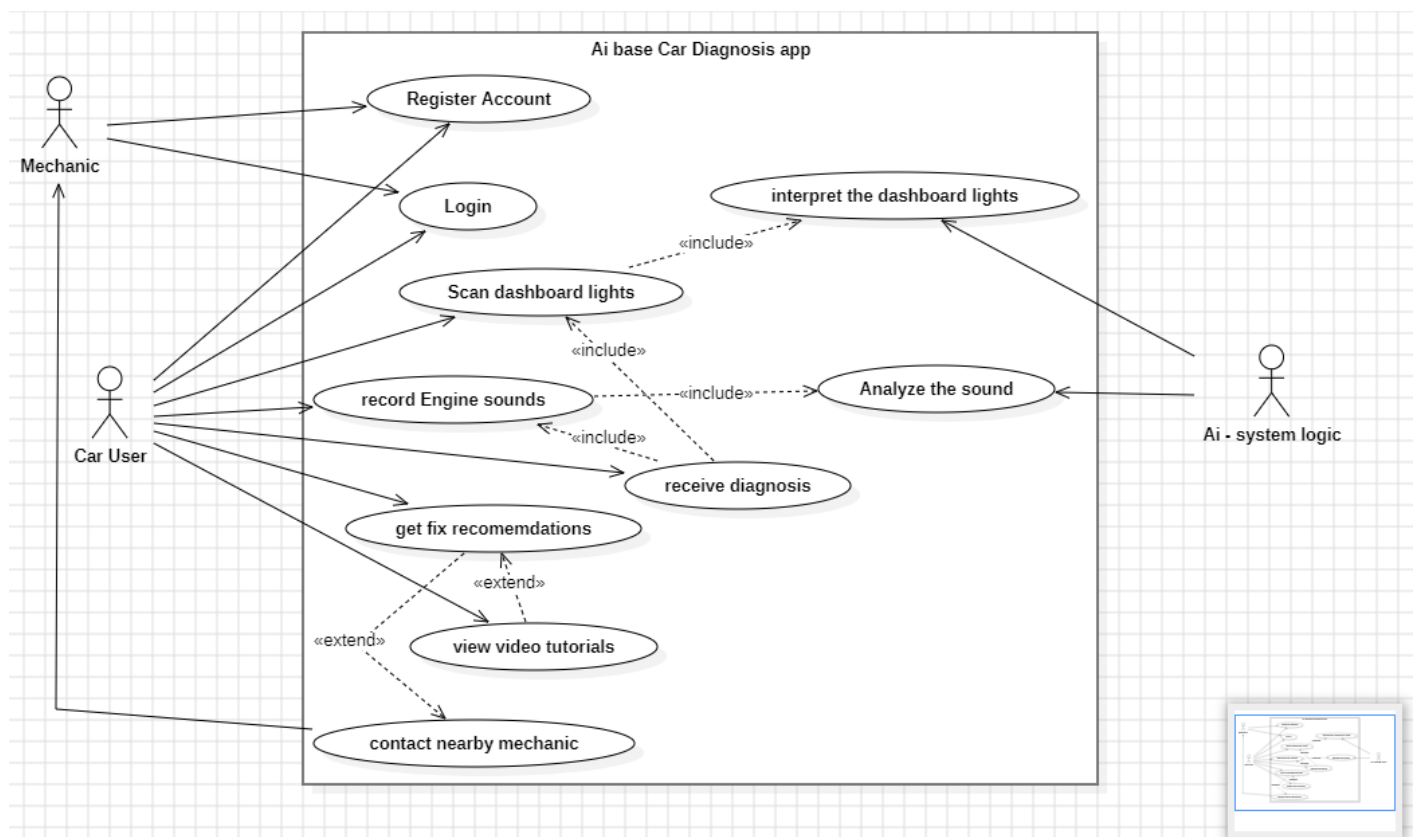 Ai base Car Diagnosis app
Register Account
Mechanic
Login
interpret the dashboard lights
«include»
Scan dashboard lights
«include»
record Engine sounds
«include»
Analyze the sound
Car User
«include»
Ai - system logic
receive diagnosis
get fix recomemdations
«extend»
«extend»
view video tutorials
contact nearby mechanic